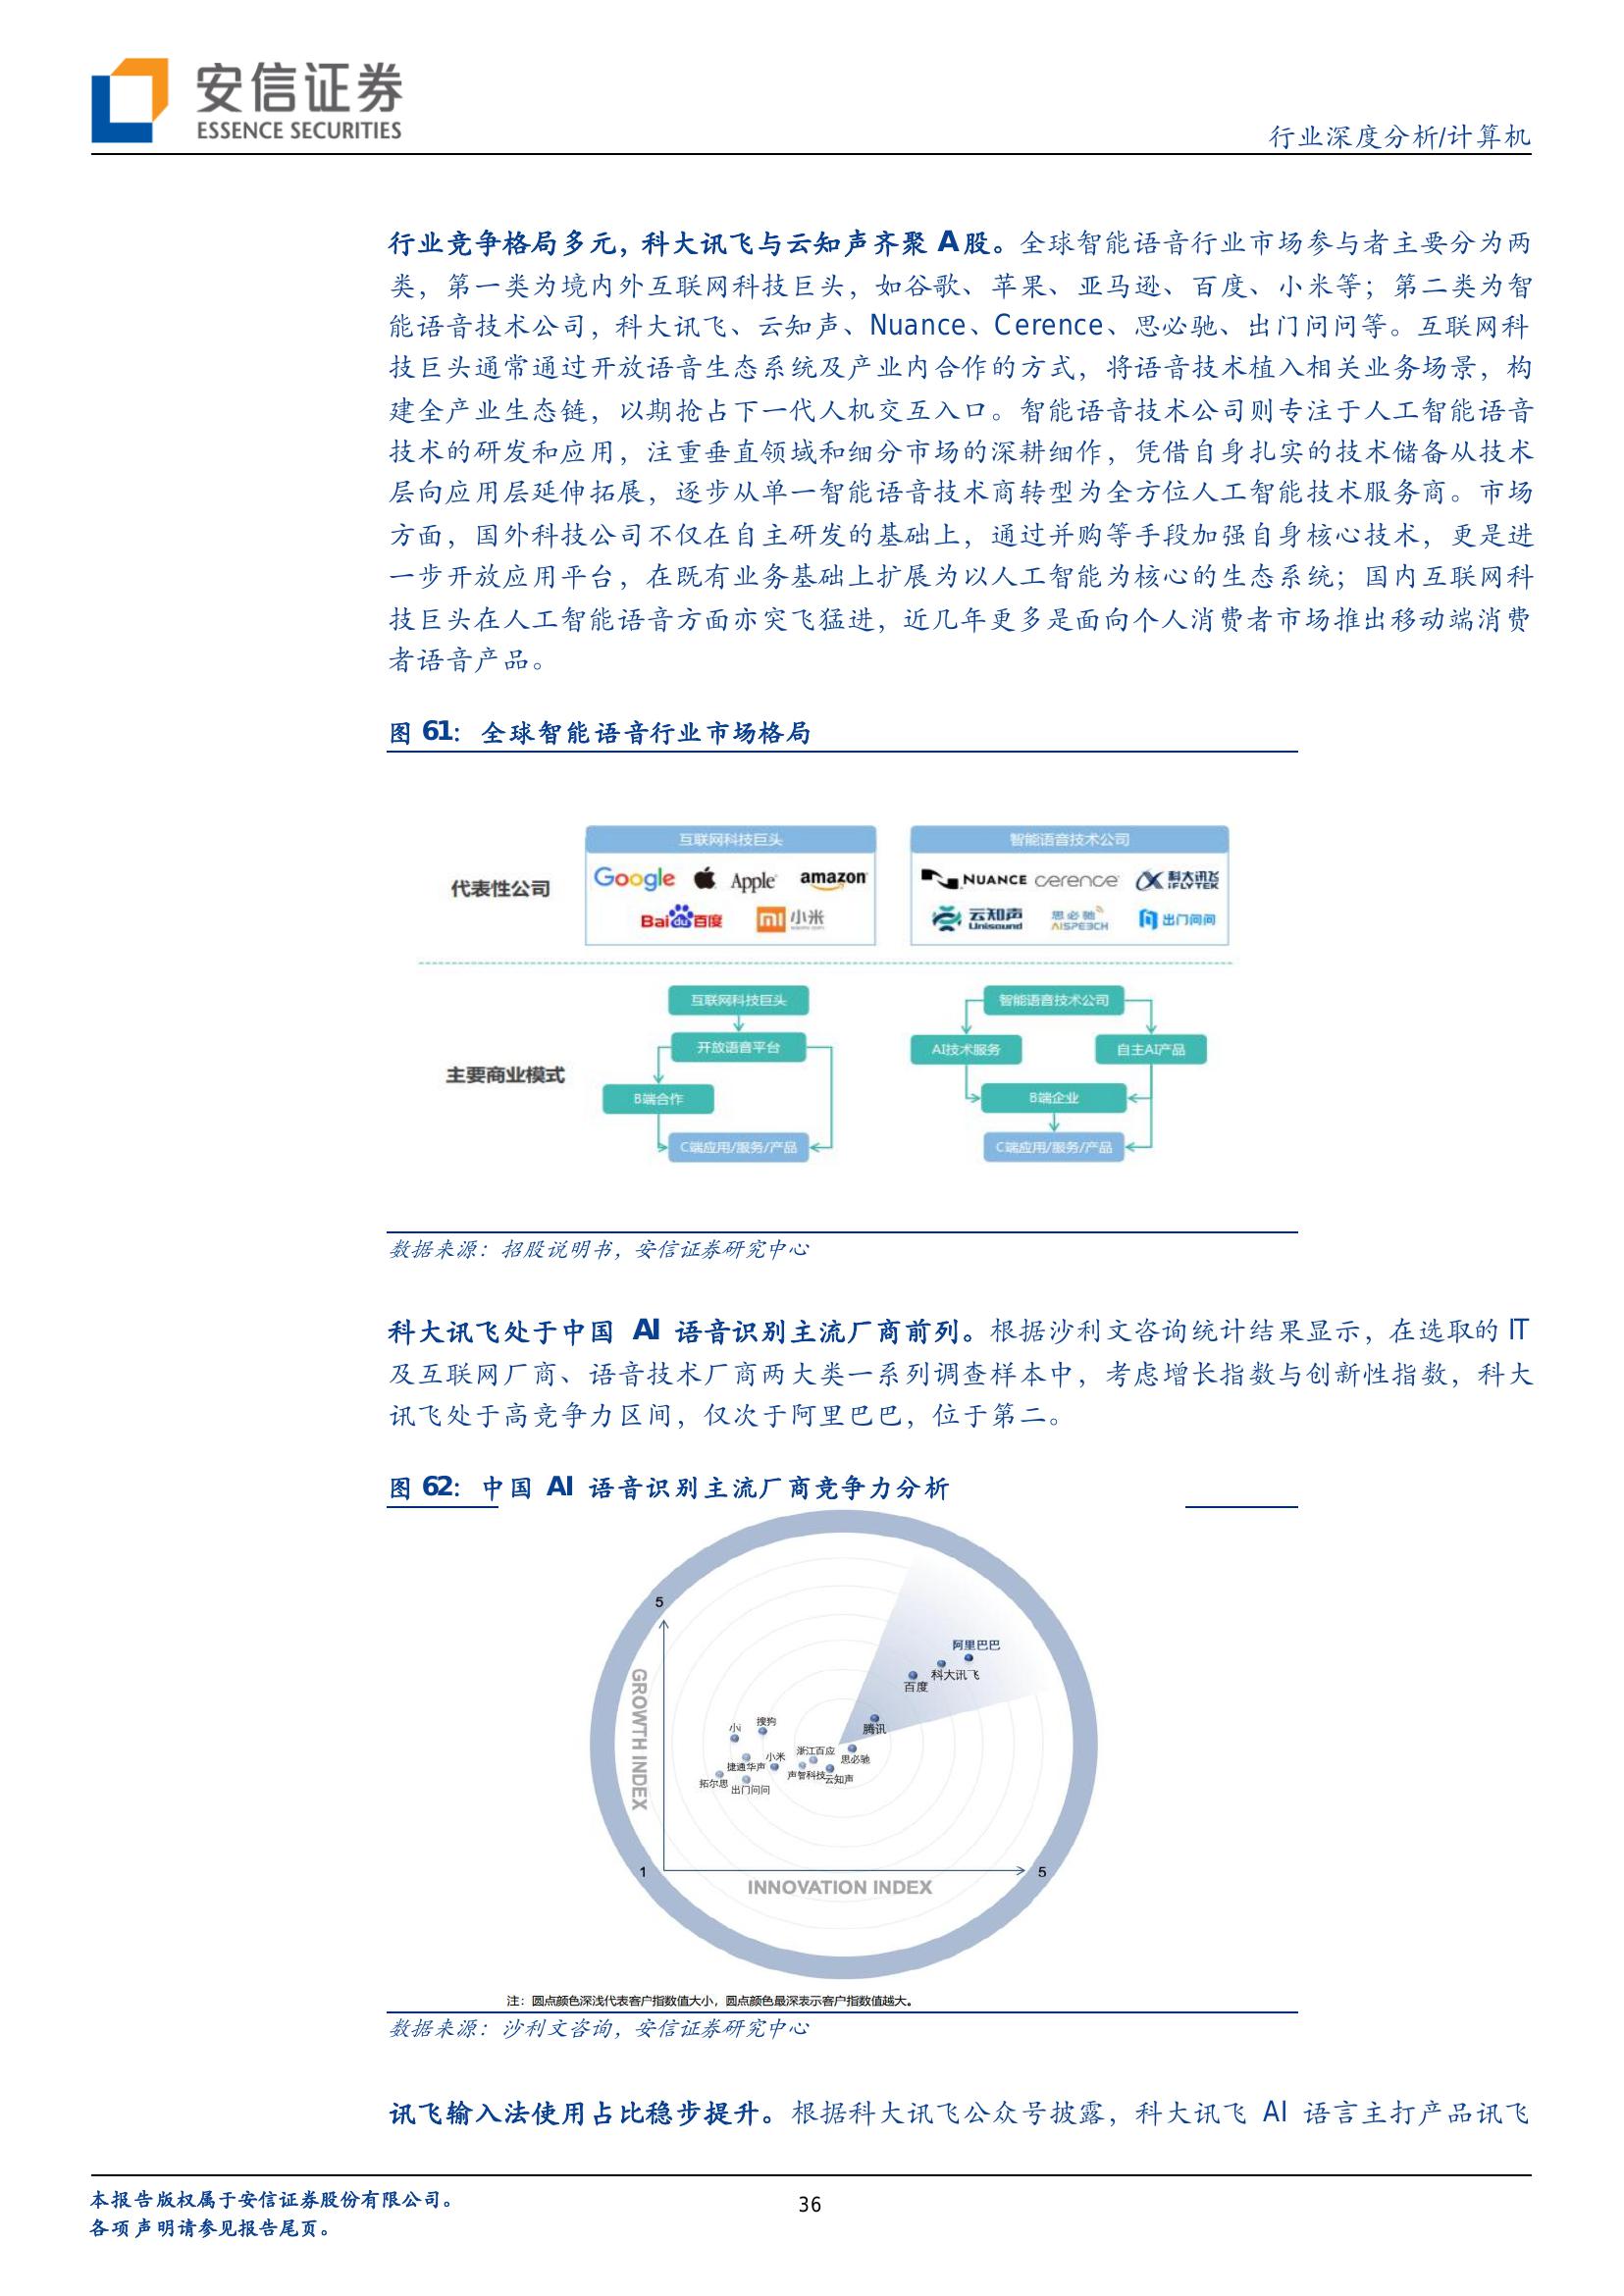 安信证券
ESSENCE SECURITIES
行业深度分析/计算机
行业竞争格局多元，科大讯飞与云知声齐聚 A 股。全球智能语音行业市场参与者主要分为两
类，第一类为境内外互联网科技巨头，如谷歌、苹果、亚马逊、百度、小米等；第二类为智
能语音技术公司，科大讯飞、云知声、Nuance、Cerence、思必驰、出门问问等。互联网科
技巨头通常通过开放语音生态系统及产业内合作的方式，将语音技术植入相关业务场景，构
建全产业生态链，以期抢占下一代人机交互入口。智能语音技术公司则专注于人工智能语音
技术的研发和应用，注重垂直领域和细分市场的深耕细作，凭借自身扎实的技术储备从技术
层向应用层延伸拓展，逐步从单一智能语音技术商转型为全方位人工智能技术服务商。市场
方面，国外科技公司不仅在自主研发的基础上，通过并购等手段加强自身核心技术，更是进
一步开放应用平台，在既有业务基础上扩展为以人工智能为核心的生态系统；国内互联网科
技巨头在人工智能语音方面亦突飞猛进，近几年更多是面向个人消费者市场推出移动端消费
者语音产品。
图 61：全球智能语音行业市场格局
互联网科技巨头
智能语音技术公司
代表性公司
Google Apple amazon
NUANCE cerence 科大讯飞 iFLYTEK
Baidu百度 mi 小米
云知声 Unisound 思必驰 AISPEECH 出门问问
互联网科技巨头
智能语音技术公司
开放语音平台
AI技术服务
自主AI产品
主要商业模式
B端合作
B端企业
C端应用/服务/产品
C端应用/服务/产品
数据来源：招股说明书，安信证券研究中心
科大讯飞处于中国 AI 语音识别主流厂商前列。根据沙利文咨询统计结果显示，在选取的 IT
及互联网厂商、语音技术厂商两大类一系列调查样本中，考虑增长指数与创新性指数，科大
讯飞处于高竞争力区间，仅次于阿里巴巴，位于第二。
图 62：中国 AI 语音识别主流厂商竞争力分析
5
GROWTH INDEX
阿里巴巴
科大讯飞
百度
腾讯
搜狗
小i
浙江百应
思必驰
小米
捷通华声
声智科技
云知声
拓尔思
出门问问
1
5
INNOVATION INDEX
注：圆点颜色深浅代表客户指数值大小，圆点颜色最深表示客户指数值越大。
数据来源：沙利文咨询，安信证券研究中心
讯飞输入法使用占比稳步提升。根据科大讯飞公众号披露，科大讯飞 AI 语言主打产品讯飞
本报告版权属于安信证券股份有限公司。
36
各项声明请参见报告尾页。